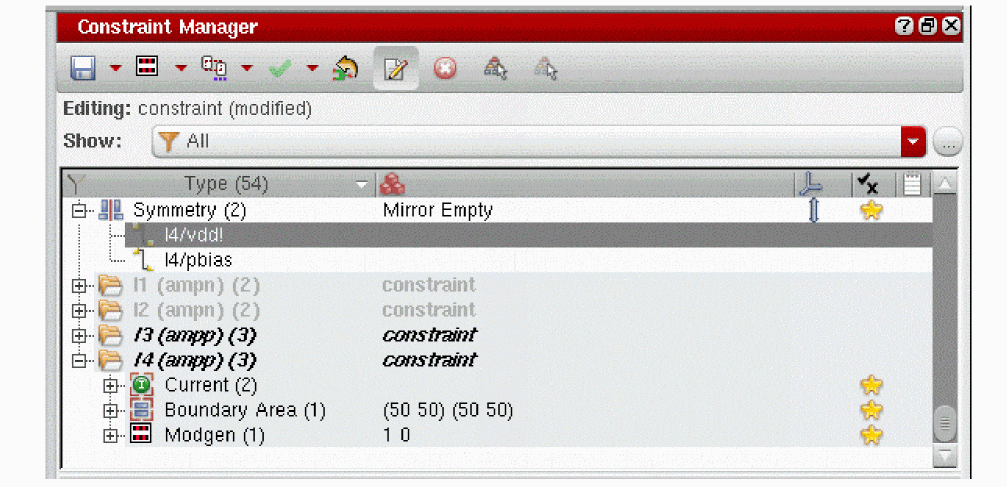 Constraint Manager
Editing: constraint (modified)
Show: All
Type (54)
Symmetry (2) Mirror Empty
I4/vdd!
I4/pbias
I1 (ampn) (2) constraint
I2 (ampn) (2) constraint
I3 (ampp) (3) constraint
I4 (ampp) (3) constraint
Current (2)
Boundary Area (1) (50 50) (50 50)
Modgen (1) 1 0